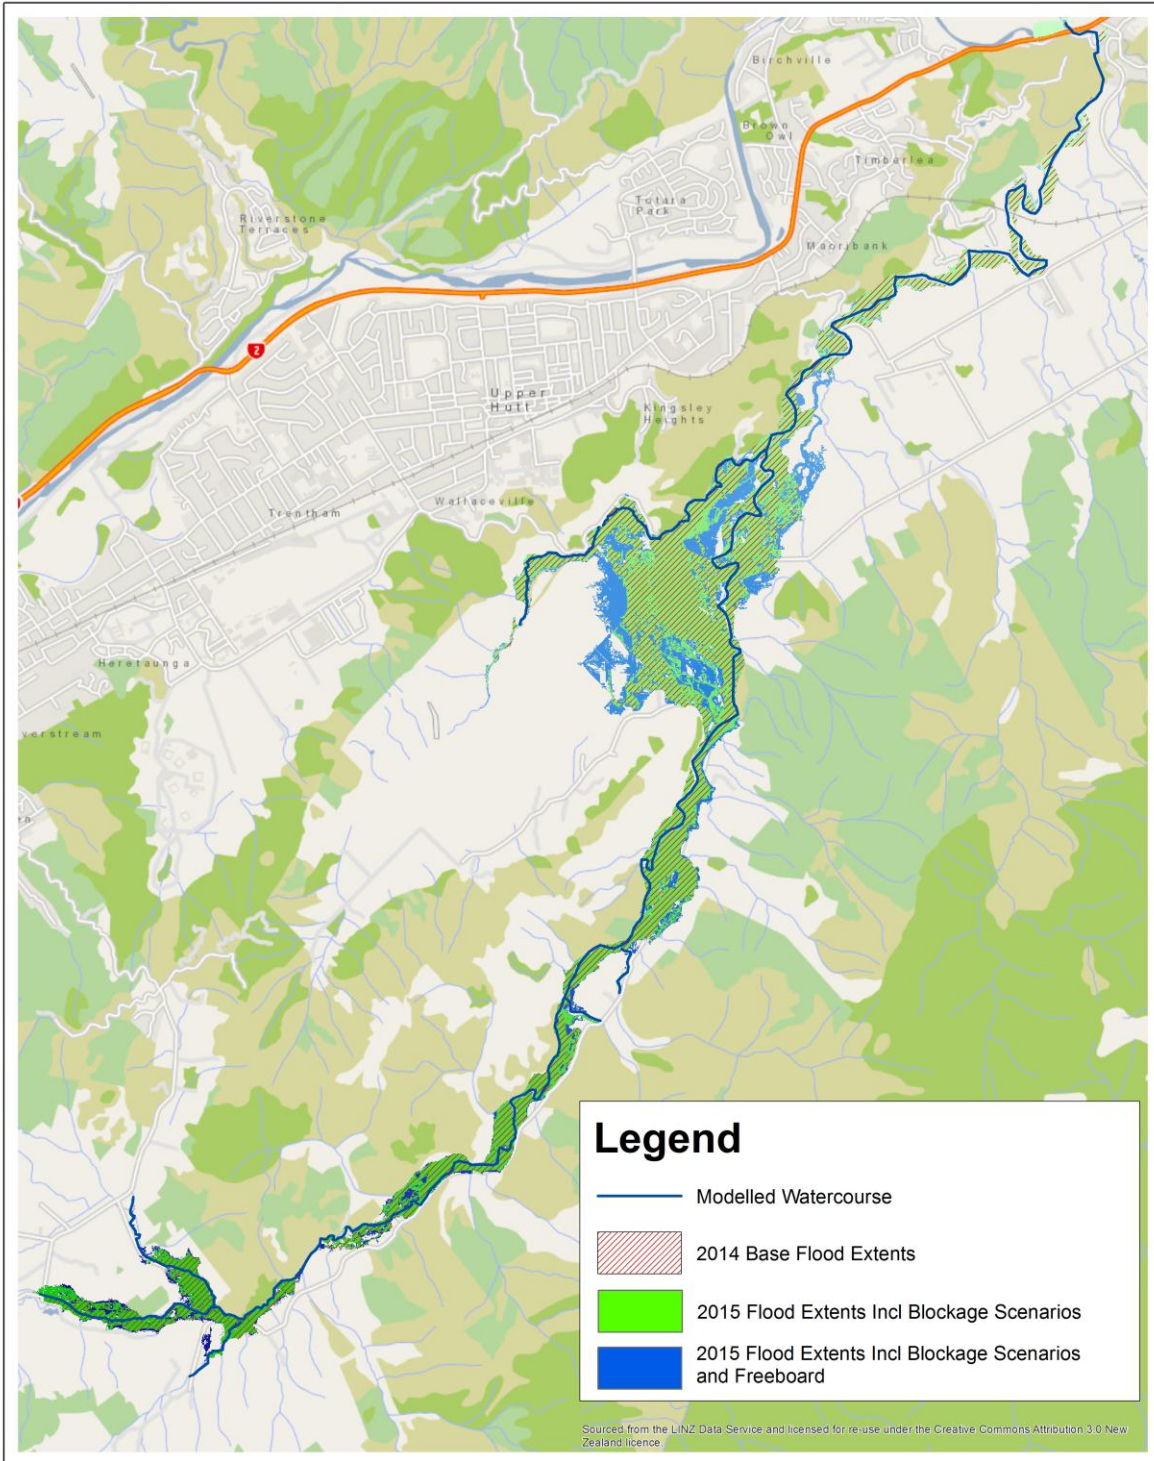 Birchville
Brown
Owl
Timberlea
Totara
Park
Riverstone
Terraces
Maoribank
2
Upper
Hutt
Kingsley
Heights
Wallaceville
Trentham
Heretaunga
verstream
en
Legend
Modelled Watercourse
2014 Base Flood Extents
2015 Flood Extents Incl Blockage Scenarios
2015 Flood Extents Incl Blockage Scenarios
and Freeboard
Sourced from the LINZ Data Service and licensed for re-use under the Creative Commons Attribution 3.0 New
Zealand licence.